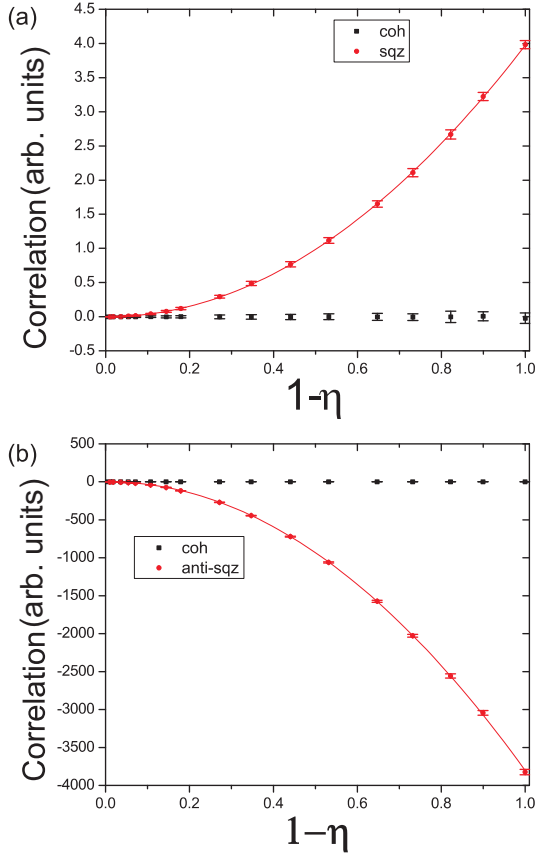 (a)
coh
sqz
Correlation(arb. units)
4.5
4.0
3.5
3.0
2.5
2.0
1.5
1.0
0.5
0.0
-0.5
0.0 0.2 0.4 0.6 0.8 1.0
1-η
(b)
coh
anti-sqz
Correlation(arb. units)
500
0
-500
-1000
-1500
-2000
-2500
-3000
-3500
-4000
0.0 0.2 0.4 0.6 0.8 1.0
1−η